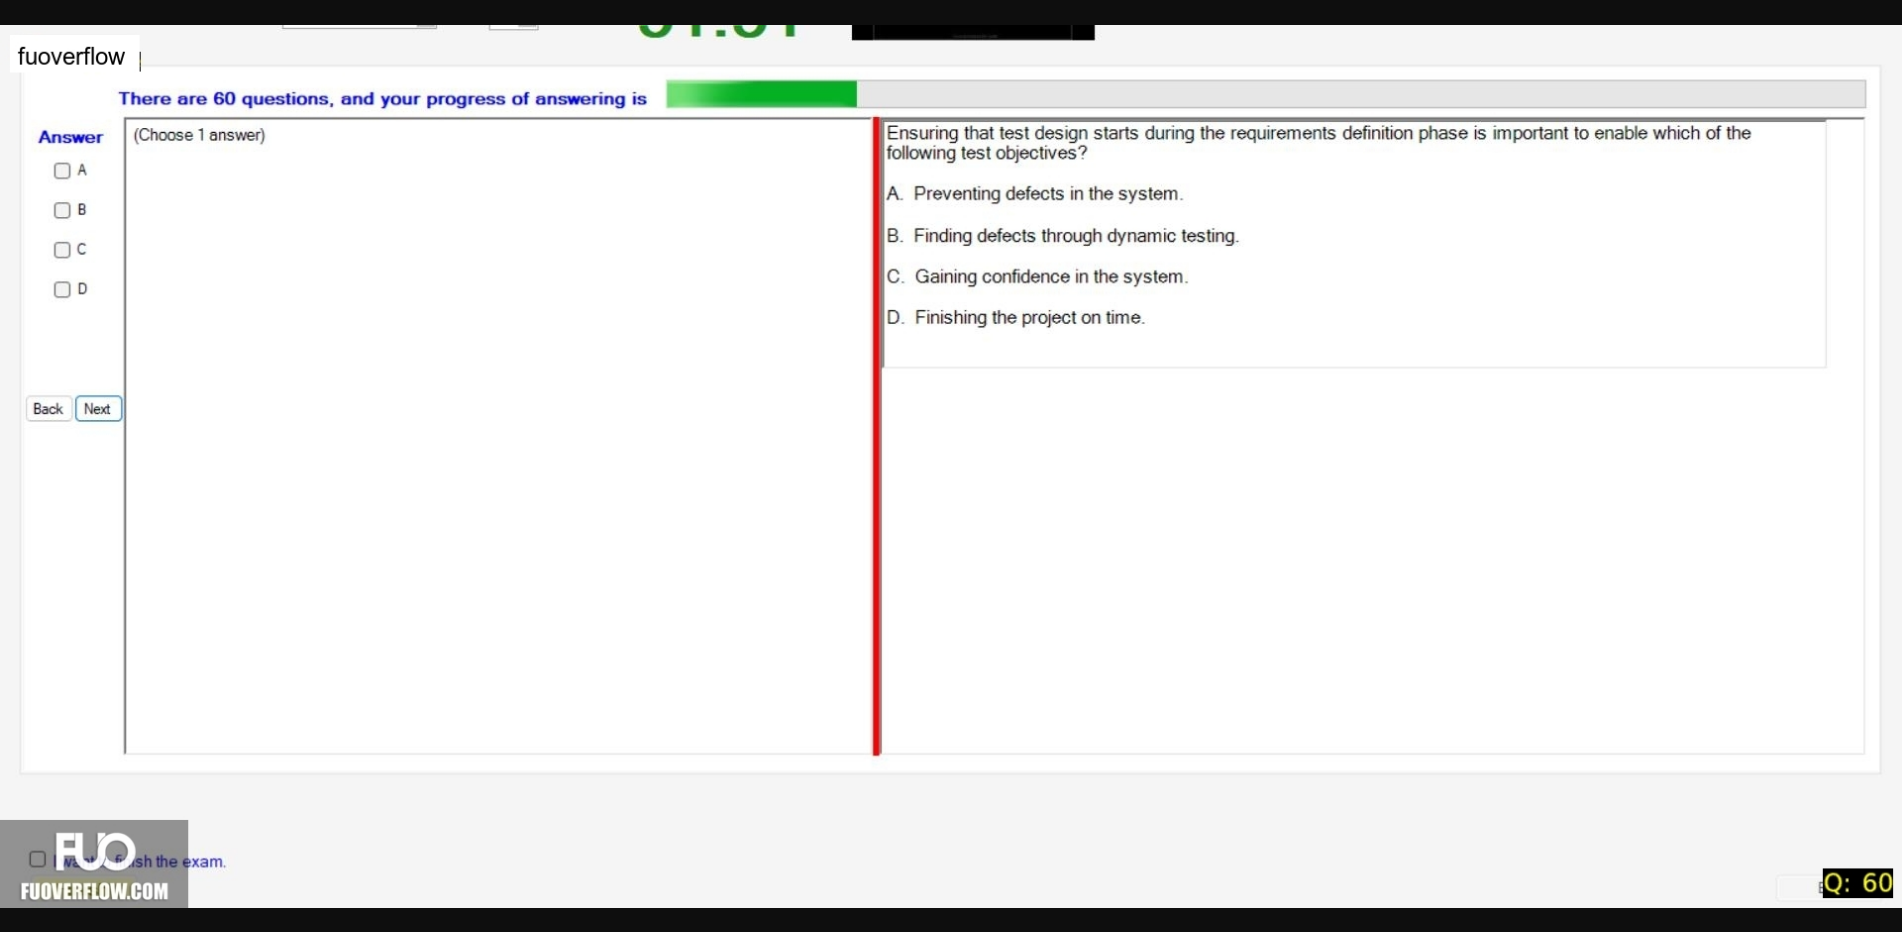 fuoverflow
There are 60 questions, and your progress of answering is
Answer
(Choose 1 answer)
A
B
C
D
Back Next
Ensuring that test design starts during the requirements definition phase is important to enable which of the
following test objectives?
A. Preventing defects in the system.
B. Finding defects through dynamic testing.
C. Gaining confidence in the system.
D. Finishing the project on time.
FUO
the exam.
FUOVERFLOW.COM
Q: 60